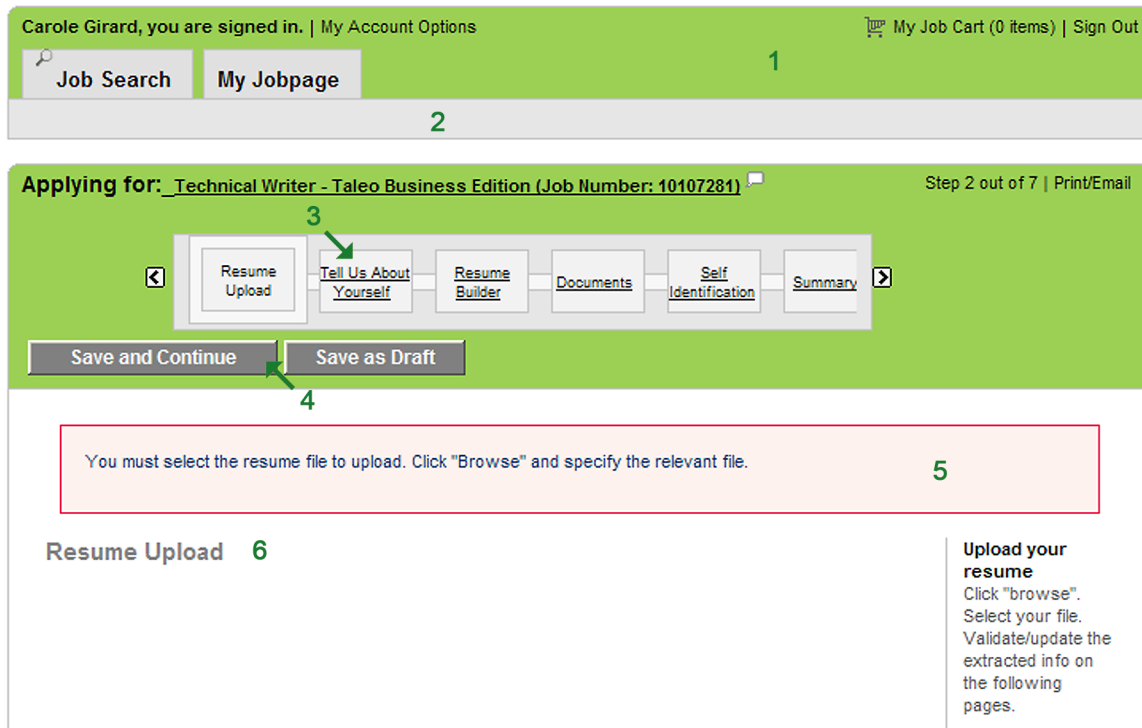 Carole Girard, you are signed in. | My Account Options
My Job Cart (0 items) | Sign Out
1
Job Search
My Jobpage
2
Applying for: Technical Writer - Taleo Business Edition (Job Number: 10107281)
Step 2 out of 7 | Print/Email
3
Resume
Upload
Tell Us About
Yourself
Resume
Builder
Documents
Self
Identification
Summary
Save and Continue
Save as Draft
4
You must select the resume file to upload. Click "Browse" and specify the relevant file.
5
Resume Upload
6
Upload your
resume
Click "browse".
Select your file.
Validate/update the
extracted info on
the following
pages.